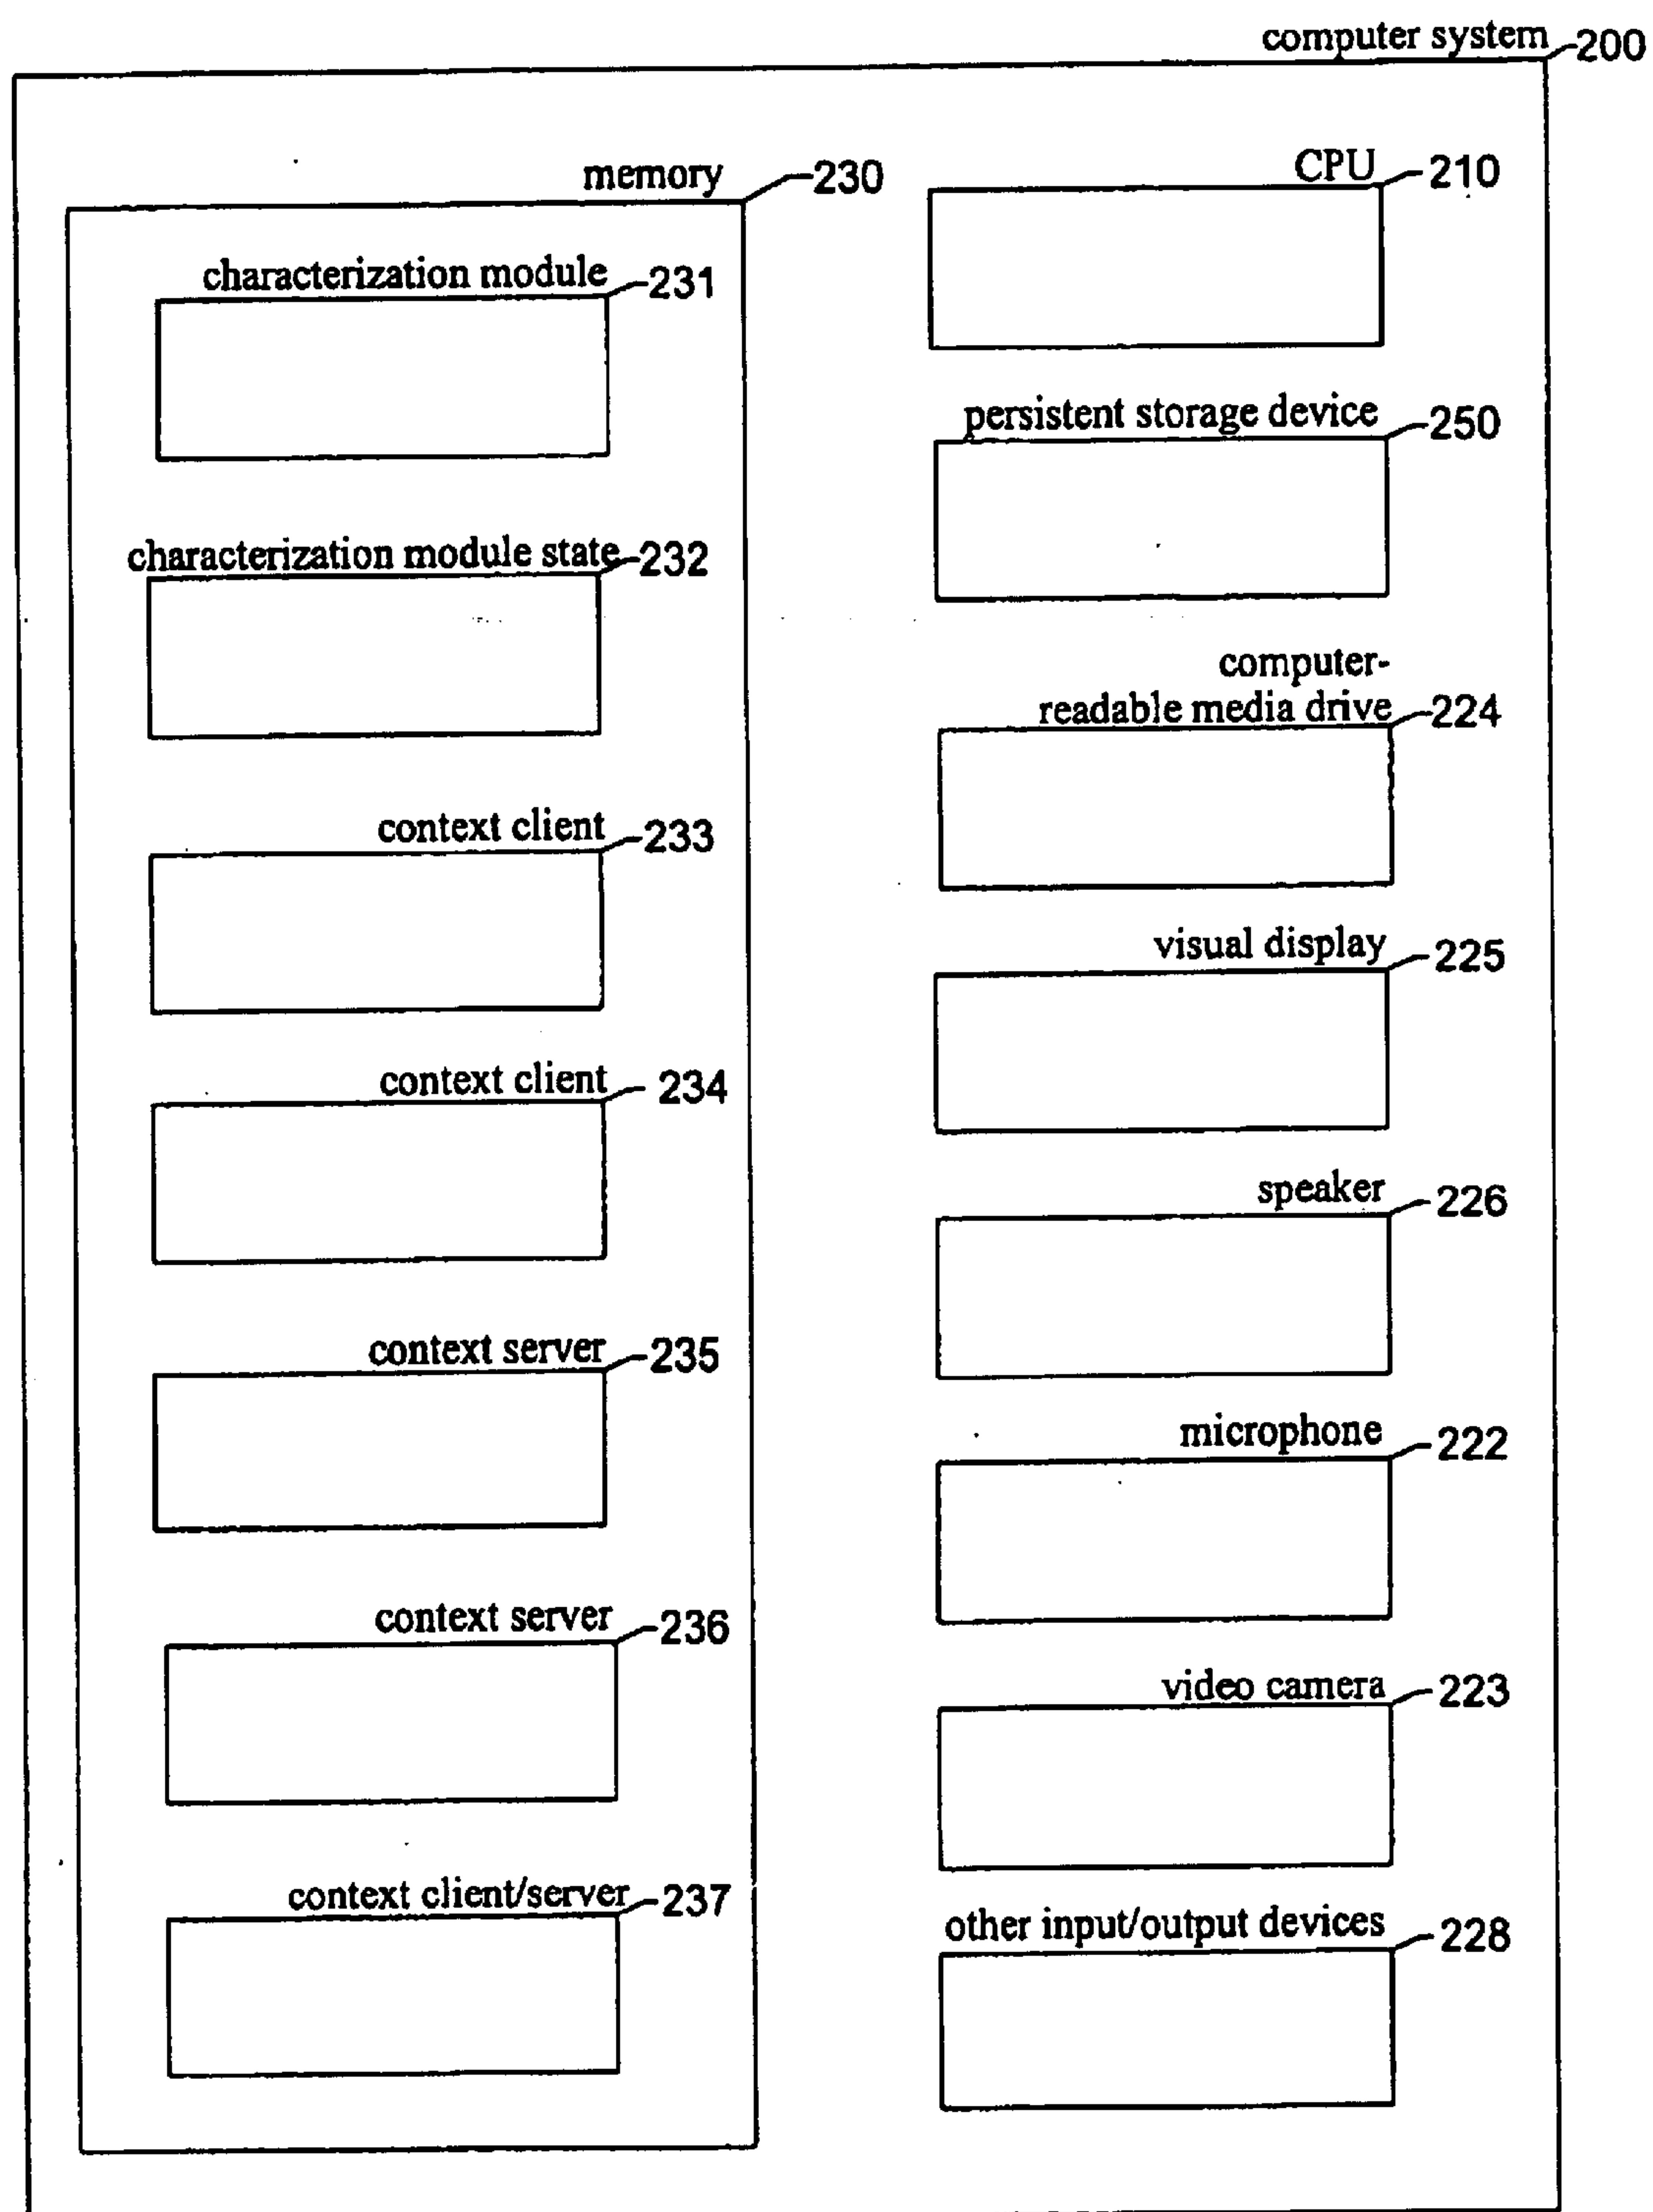 computer system 200
memory 230
characterization module 231
characterization module state 232
context client 233
context client 234
context server 235
context server 236
context client/server 237
CPU 210
persistent storage device 250
computer-
readable media drive 224
visual display 225
speaker 226
microphone 222
video camera 223
other input/output devices 228